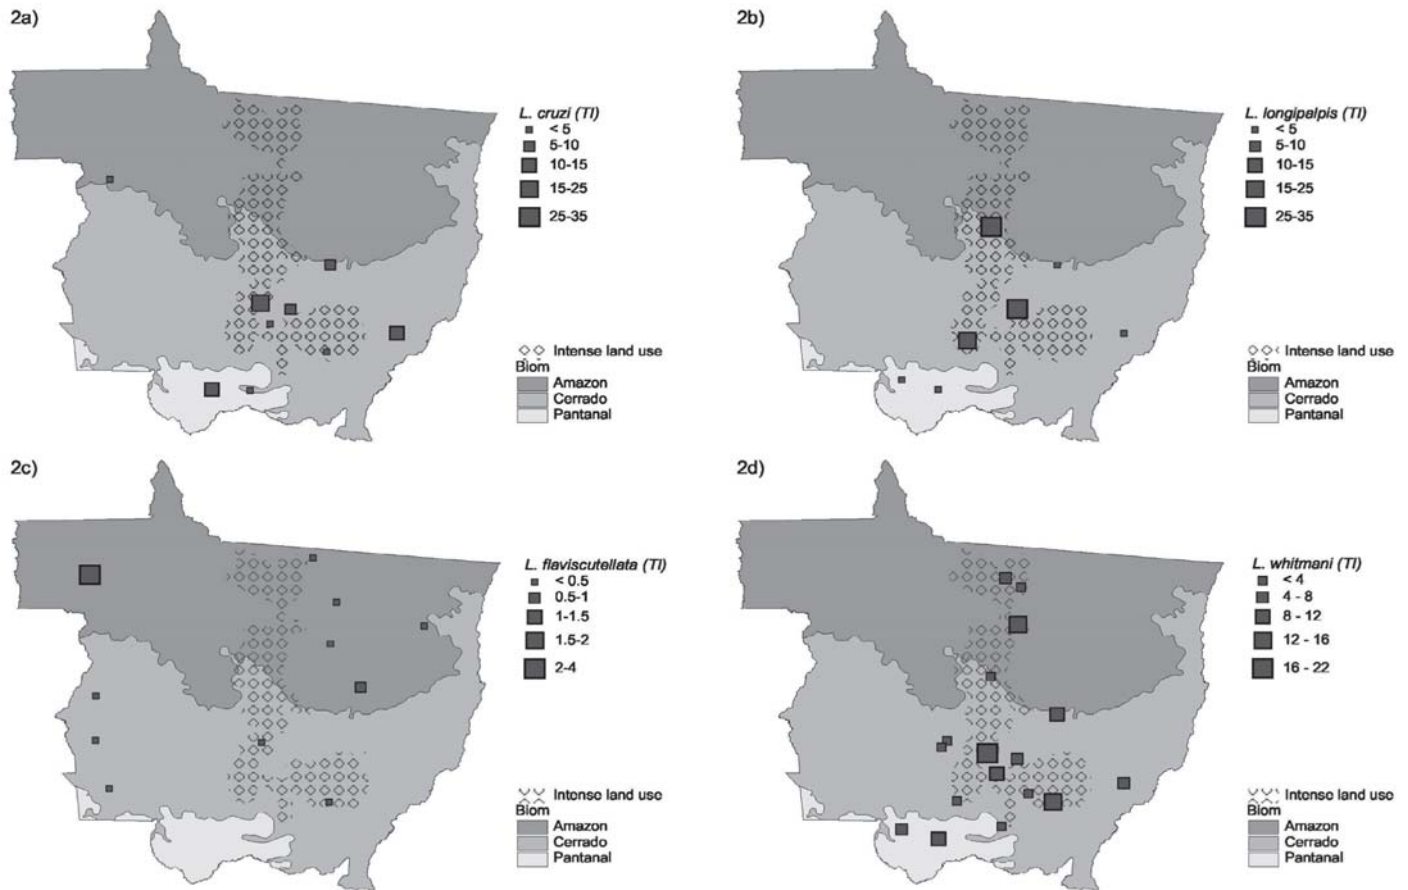 2a)
L. cruzi (TI)
< 5
5-10
10-15
15-25
25-35
Intense land use
Biom
Amazon
Cerrado
Pantanal
2b)
L. longipalpis (TI)
< 5
5-10
10-15
15-25
25-35
Intense land use
Biom
Amazon
Cerrado
Pantanal
2c)
L. flaviscutellata (TI)
< 0.5
0.5-1
1-1.5
1.5-2
2-4
Intense land use
Biom
Amazon
Cerrado
Pantanal
2d)
L. whitmani (TI)
< 4
4 - 8
8 - 12
12 - 16
16 - 22
Intense land use
Biom
Amazon
Cerrado
Pantanal